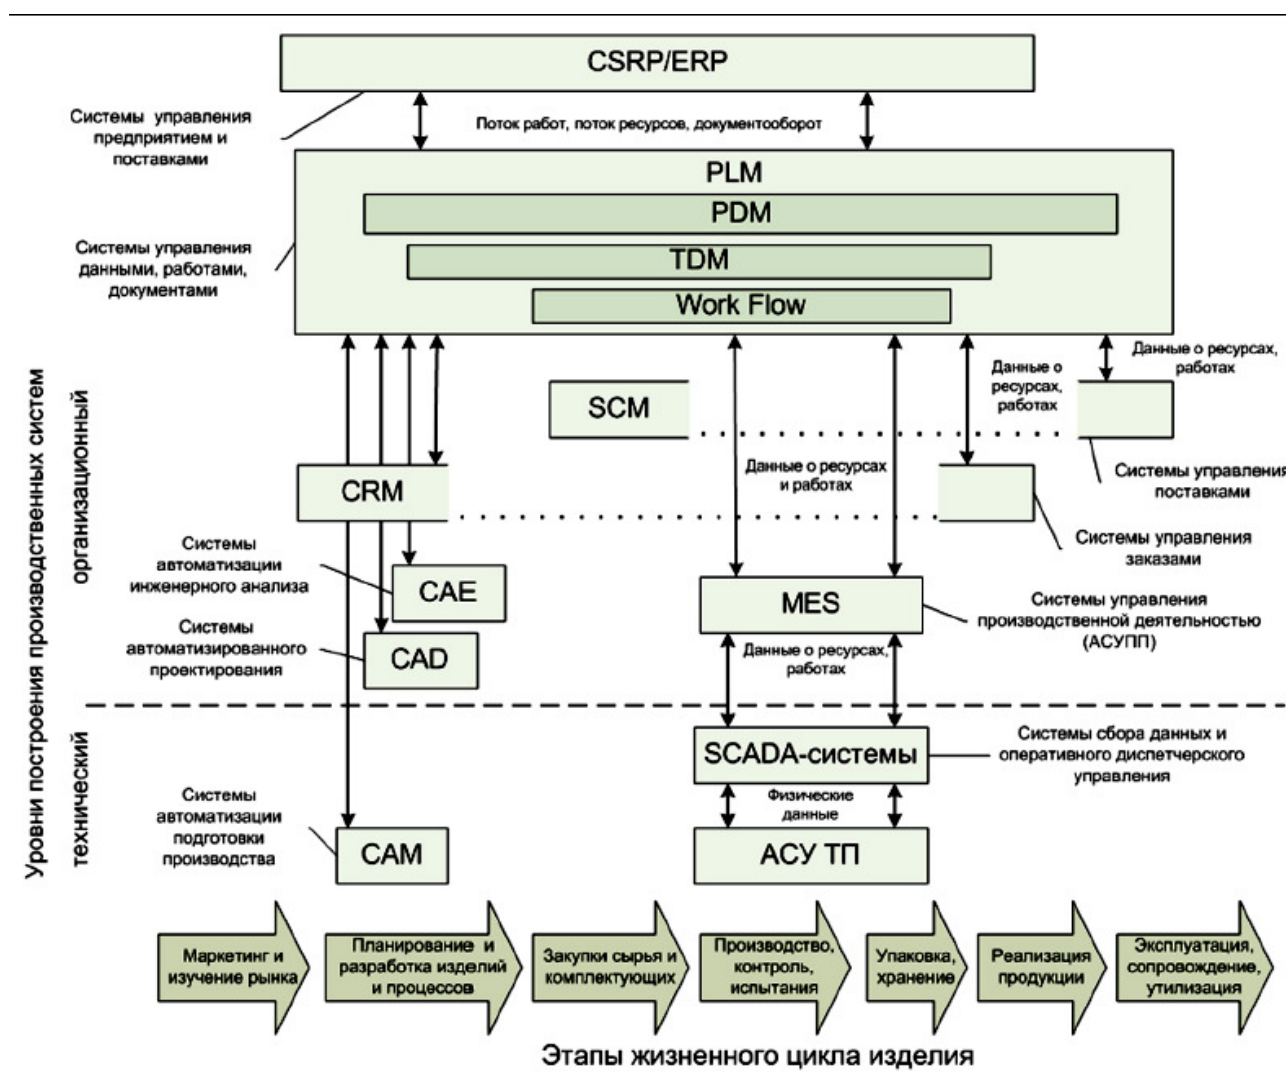 CSRP/ERP
Системы управления
предприятием и
поставками
Поток работ, поток ресурсов, документооборот
PLM
PDM
TDM
Work Flow
Системы управления
данными, работами,
документами
Данные о ресурсах,
работах
Данные о
ресурсах,
работах
SCM
Системы управления
поставками
CRM
Данные о ресурсах
и работах
Системы управления
заказами
Системы
автоматизации
инженерного анализа
CAE
MES
Системы управления
производственной деятельностью
(АСУПП)
Системы
автоматизированного
проектирования
CAD
Данные о ресурсах,
работах
Уровни построения производственных систем
организационный
технический
SCADA-системы
Системы сбора данных и
оперативного диспетчерского
управления
Физические
данные
Системы
автоматизации
подготовки
производства
CAM
АСУ ТП
Маркетинг и
изучение рынка
Планирование и
разработка изделий
и процессов
Закупки сырья и
комплектующих
Производство,
контроль,
испытания
Упаковка,
хранение
Реализация
продукции
Эксплуатация,
сопровождение,
утилизация
Этапы жизненного цикла изделия